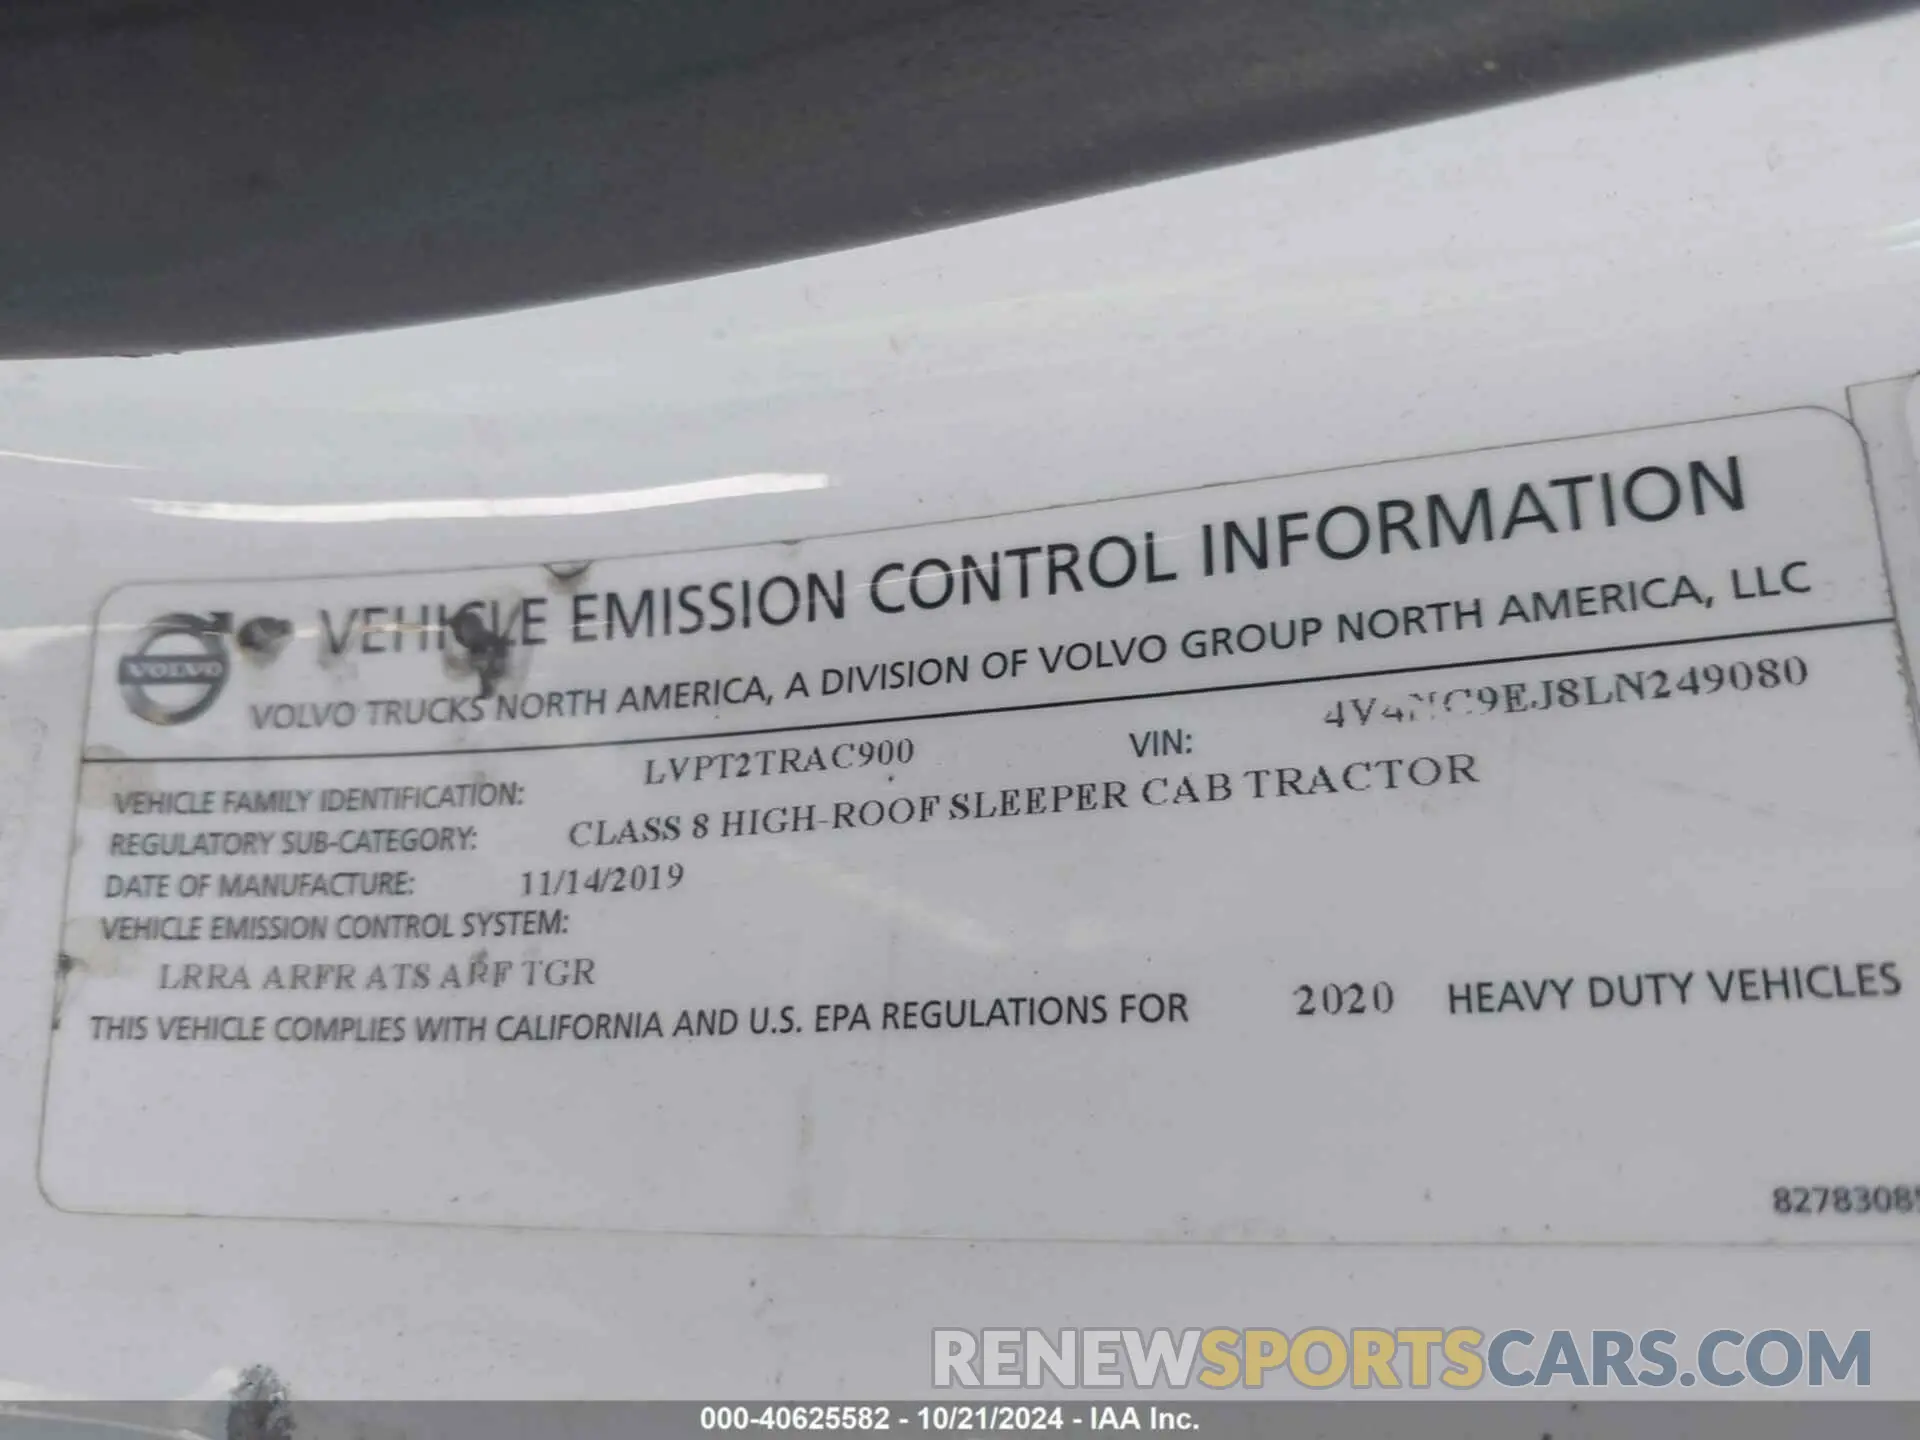 VOLVO
VEHICLE EMISSION CONTROL INFORMATION
VOLVO TRUCKS NORTH AMERICA, A DIVISION OF VOLVO GROUP NORTH AMERICA, LLC
VEHICLE FAMILY IDENTIFICATION: LVPT2TRAC900 VIN: 4V4NC9EJ8LN249080
REGULATORY SUB-CATEGORY: CLASS 8 HIGH-ROOF SLEEPER CAB TRACTOR
DATE OF MANUFACTURE: 11/14/2019
VEHICLE EMISSION CONTROL SYSTEM:
LRRA ARFR ATS ARF TGR
THIS VEHICLE COMPLIES WITH CALIFORNIA AND U.S. EPA REGULATIONS FOR 2020 HEAVY DUTY VEHICLES
RENEWSPORTSCARS.COM
000-40625582 - 10/21/2024 - IAA Inc.